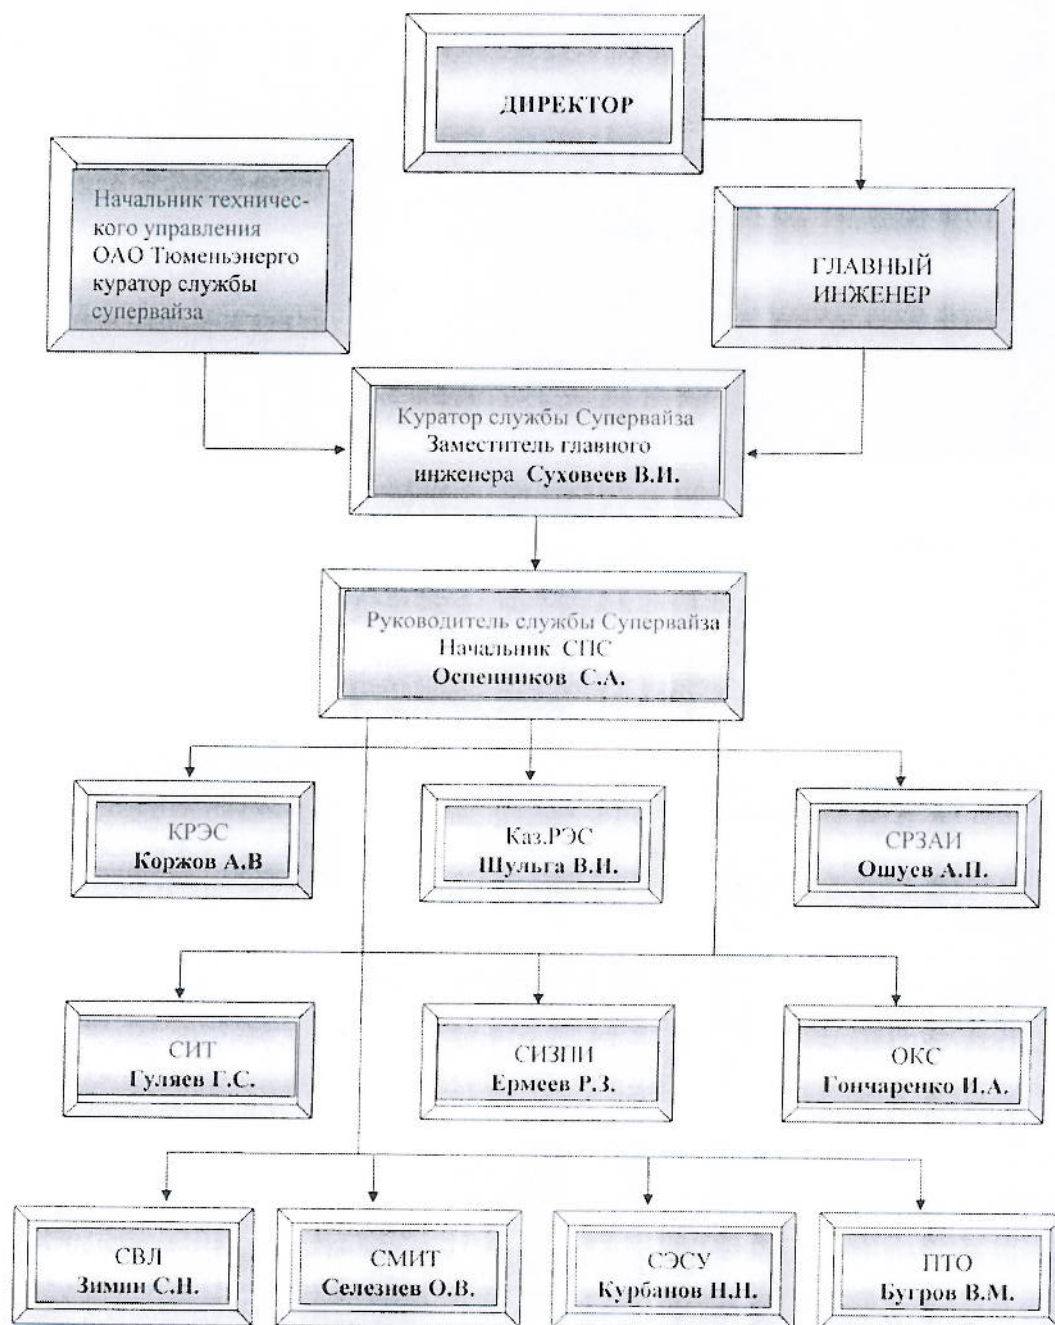 ДИРЕКТОР
Начальник техничес-
кого управления
ОАО Тюменьэнерго
куратор службы
супервайза
ГЛАВНЫЙ
ИНЖЕНЕР
Куратор службы Супервайза
Заместитель главного
инженера Суховеев В.И.
Руководитель службы Супервайза
Начальник СПС
Оспенников С.А.
КРЭС
Коржов А.В
Каз.РЭС
Шульга В.И.
СРЗАИ
Ошуев А.П.
СИТ
Гуляев Г.С.
СИЗПИ
Ермеев Р.З.
ОКС
Гончаренко И.А.
СВЛ
Зимин С.Н.
СМИТ
Селезнев О.В.
СЭСУ
Курбанов Н.Н.
ПТО
Бугров В.М.